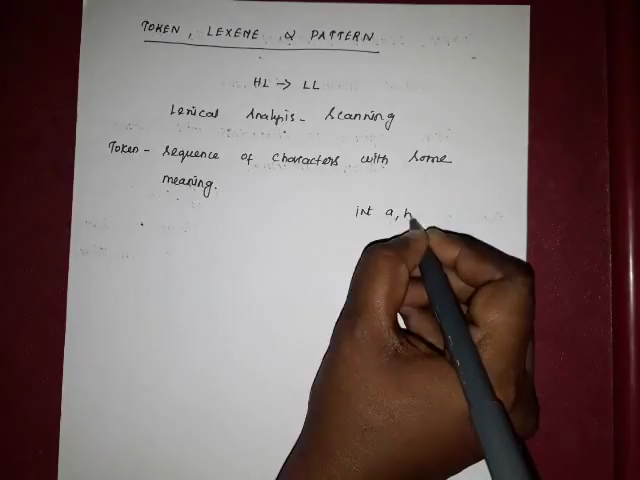 TOKEN, LEXEME, & PATTERN
HL → LL
Lexical Analysis - Scanning
Token - Sequence of characters with some
meaning.
int a, b